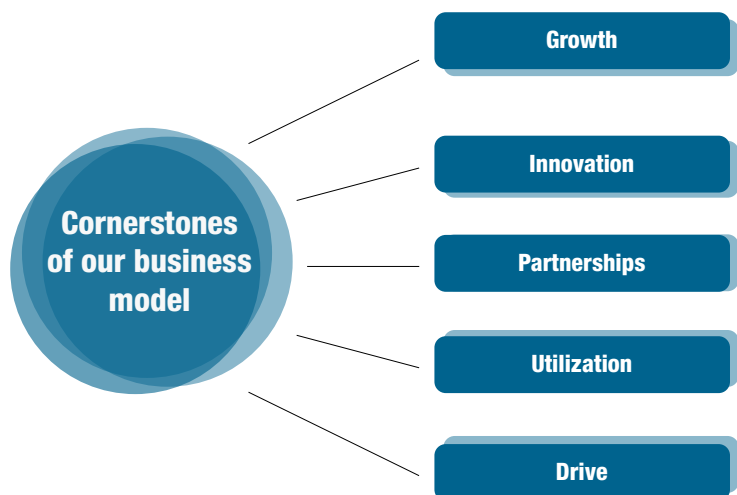 Growth
Innovation
Cornerstones
of our business
model
Partnerships
Utilization
Drive